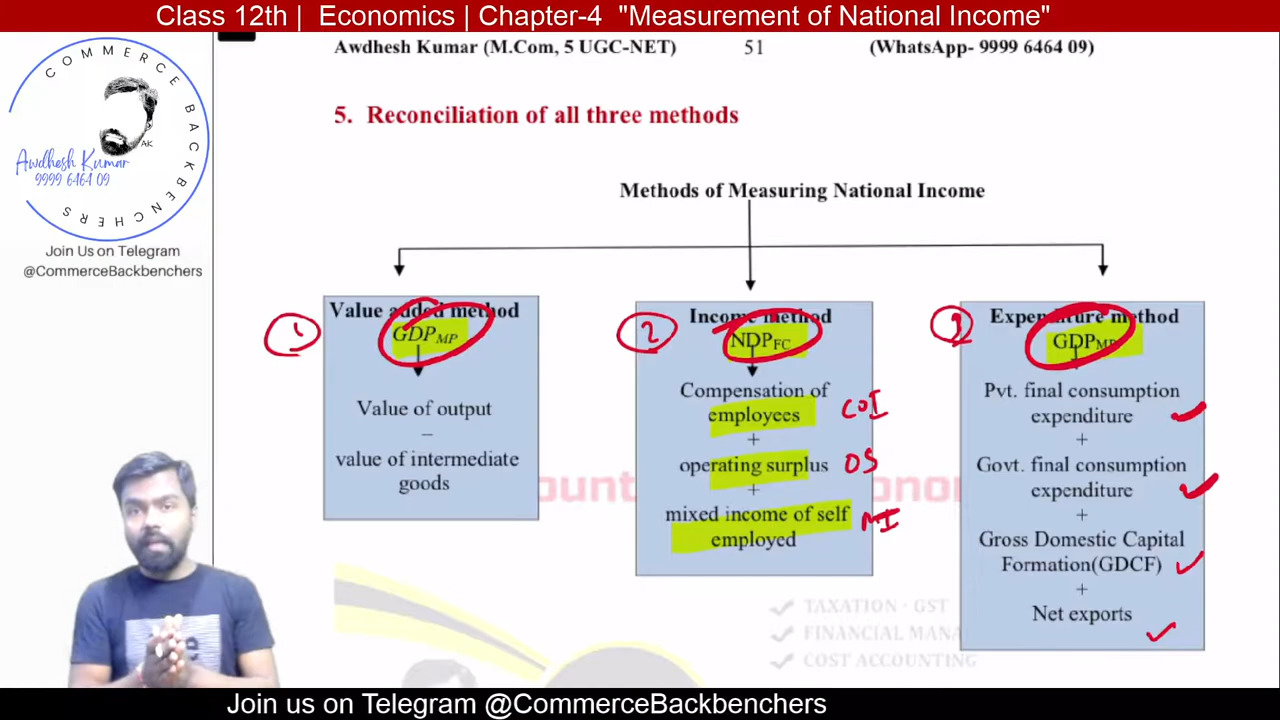 Class 12th | Economics | Chapter-4 "Measurement of National Income"
COMMERCE BACKBENCHERS
AK
Awdhesh Kumar
9999 6464 09
Join Us on Telegram
@CommerceBackbenchers
Awdhesh Kumar (M.Com, 5 UGC-NET) 51 (WhatsApp- 9999 6464 09)
5. Reconciliation of all three methods
Methods of Measuring National Income
1
Value added method
GDPMP
Value of output
–
value of intermediate
goods
2
Income method
NDPFC
Compensation of
employees COI
+
operating surplus OS
+
mixed income of self MI
employed
3
Expenditure method
GDPMP
Pvt. final consumption
expenditure
+
Govt. final consumption
expenditure
+
Gross Domestic Capital
Formation(GDCF)
+
Net exports
TAXATION - GST
FINANCIAL MANA
COST ACCOUNTING
Join us on Telegram @CommerceBackbenchers